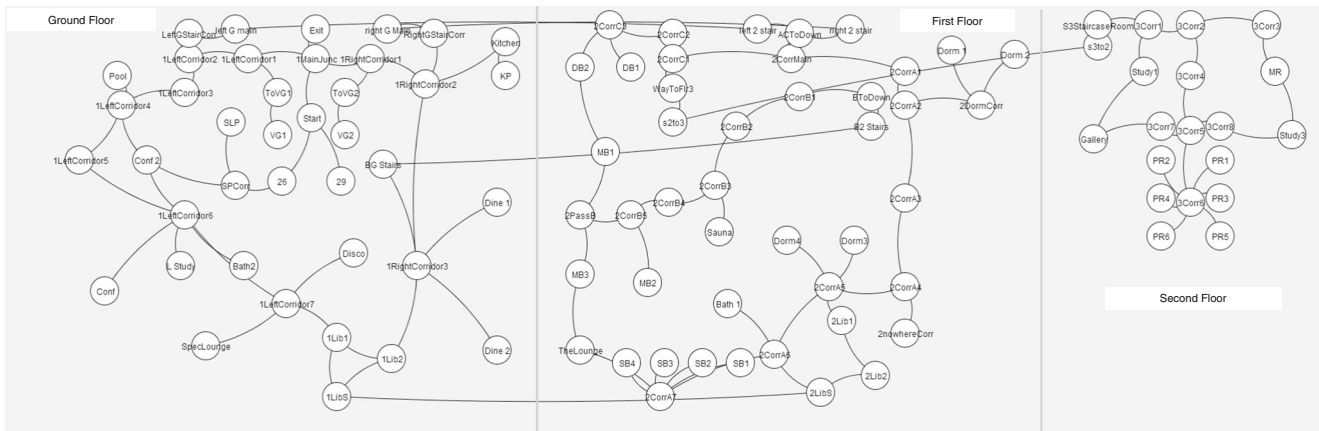 Ground Floor
First Floor
LeftGStairCorr
left G main
Exit
right G Main
RightGStairCorr
Kitchen
KP
1LeftCorridor2
1LeftCorridor1
1MainJunc
1RightCorridor1
1RightCorridor2
Pool
1LeftCorridor3
ToVG1
ToVG2
1LeftCorridor4
SLP
VG1
Start
VG2
1LeftCorridor5
Conf 2
SPCorr
26
29
BG Stairs
Dine 1
1LeftCorridor6
L Study
Bath2
Disco
1RightCorridor3
Conf
1LeftCorridor7
SpecLounge
1Lib1
1Lib2
Dine 2
1LibS
2CorrC3
2CorrC2
left 2 stair
ACToDown
right 2 stair
DB2
DB1
2CorrC1
2CorrMain
2CorrA1
Dorm 1
Dorm 2
WayToFlr3
2CorrB1
BToDown
2CorrA2
2DormCorr
s2to3
2CorrB2
B2 Stairs
MB1
2CorrB3
2CorrB4
2CorrA3
2PassB
2CorrB5
Sauna
Dorm4
Dorm3
MB3
MB2
2CorrA5
2CorrA4
Bath 1
2Lib1
2nowhereCorr
TheLounge
SB4
SB3
SB2
SB1
2CorrA6
2Lib2
2CorrA7
2LibS
S3StaircaseRoom
3Corr1
3Corr2
3Corr3
s3to2
Study1
3Corr4
MR
Gallery
3Corr7
3Corr5
3Corr8
Study3
PR2
PR1
PR4
3Corr6
PR3
PR6
PR5
Second Floor